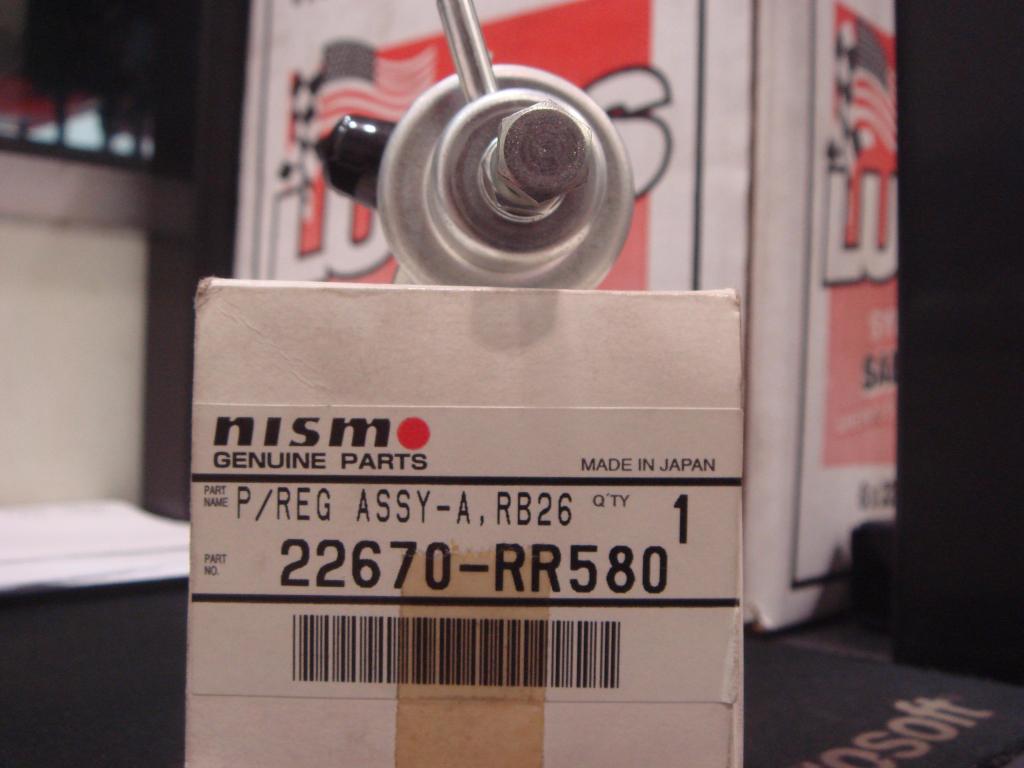 nismo
GENUINE PARTS
MADE IN JAPAN
PART NAME P/REG ASSY-A,RB26 Q'TY 1
PART NO. 22670-RR580